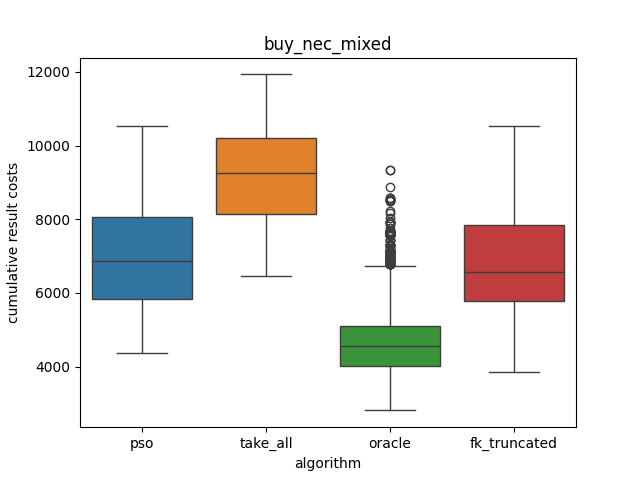 buy_nec_mixed
cumulative result costs
12000
10000
8000
6000
4000
pso take_all oracle fk_truncated
algorithm